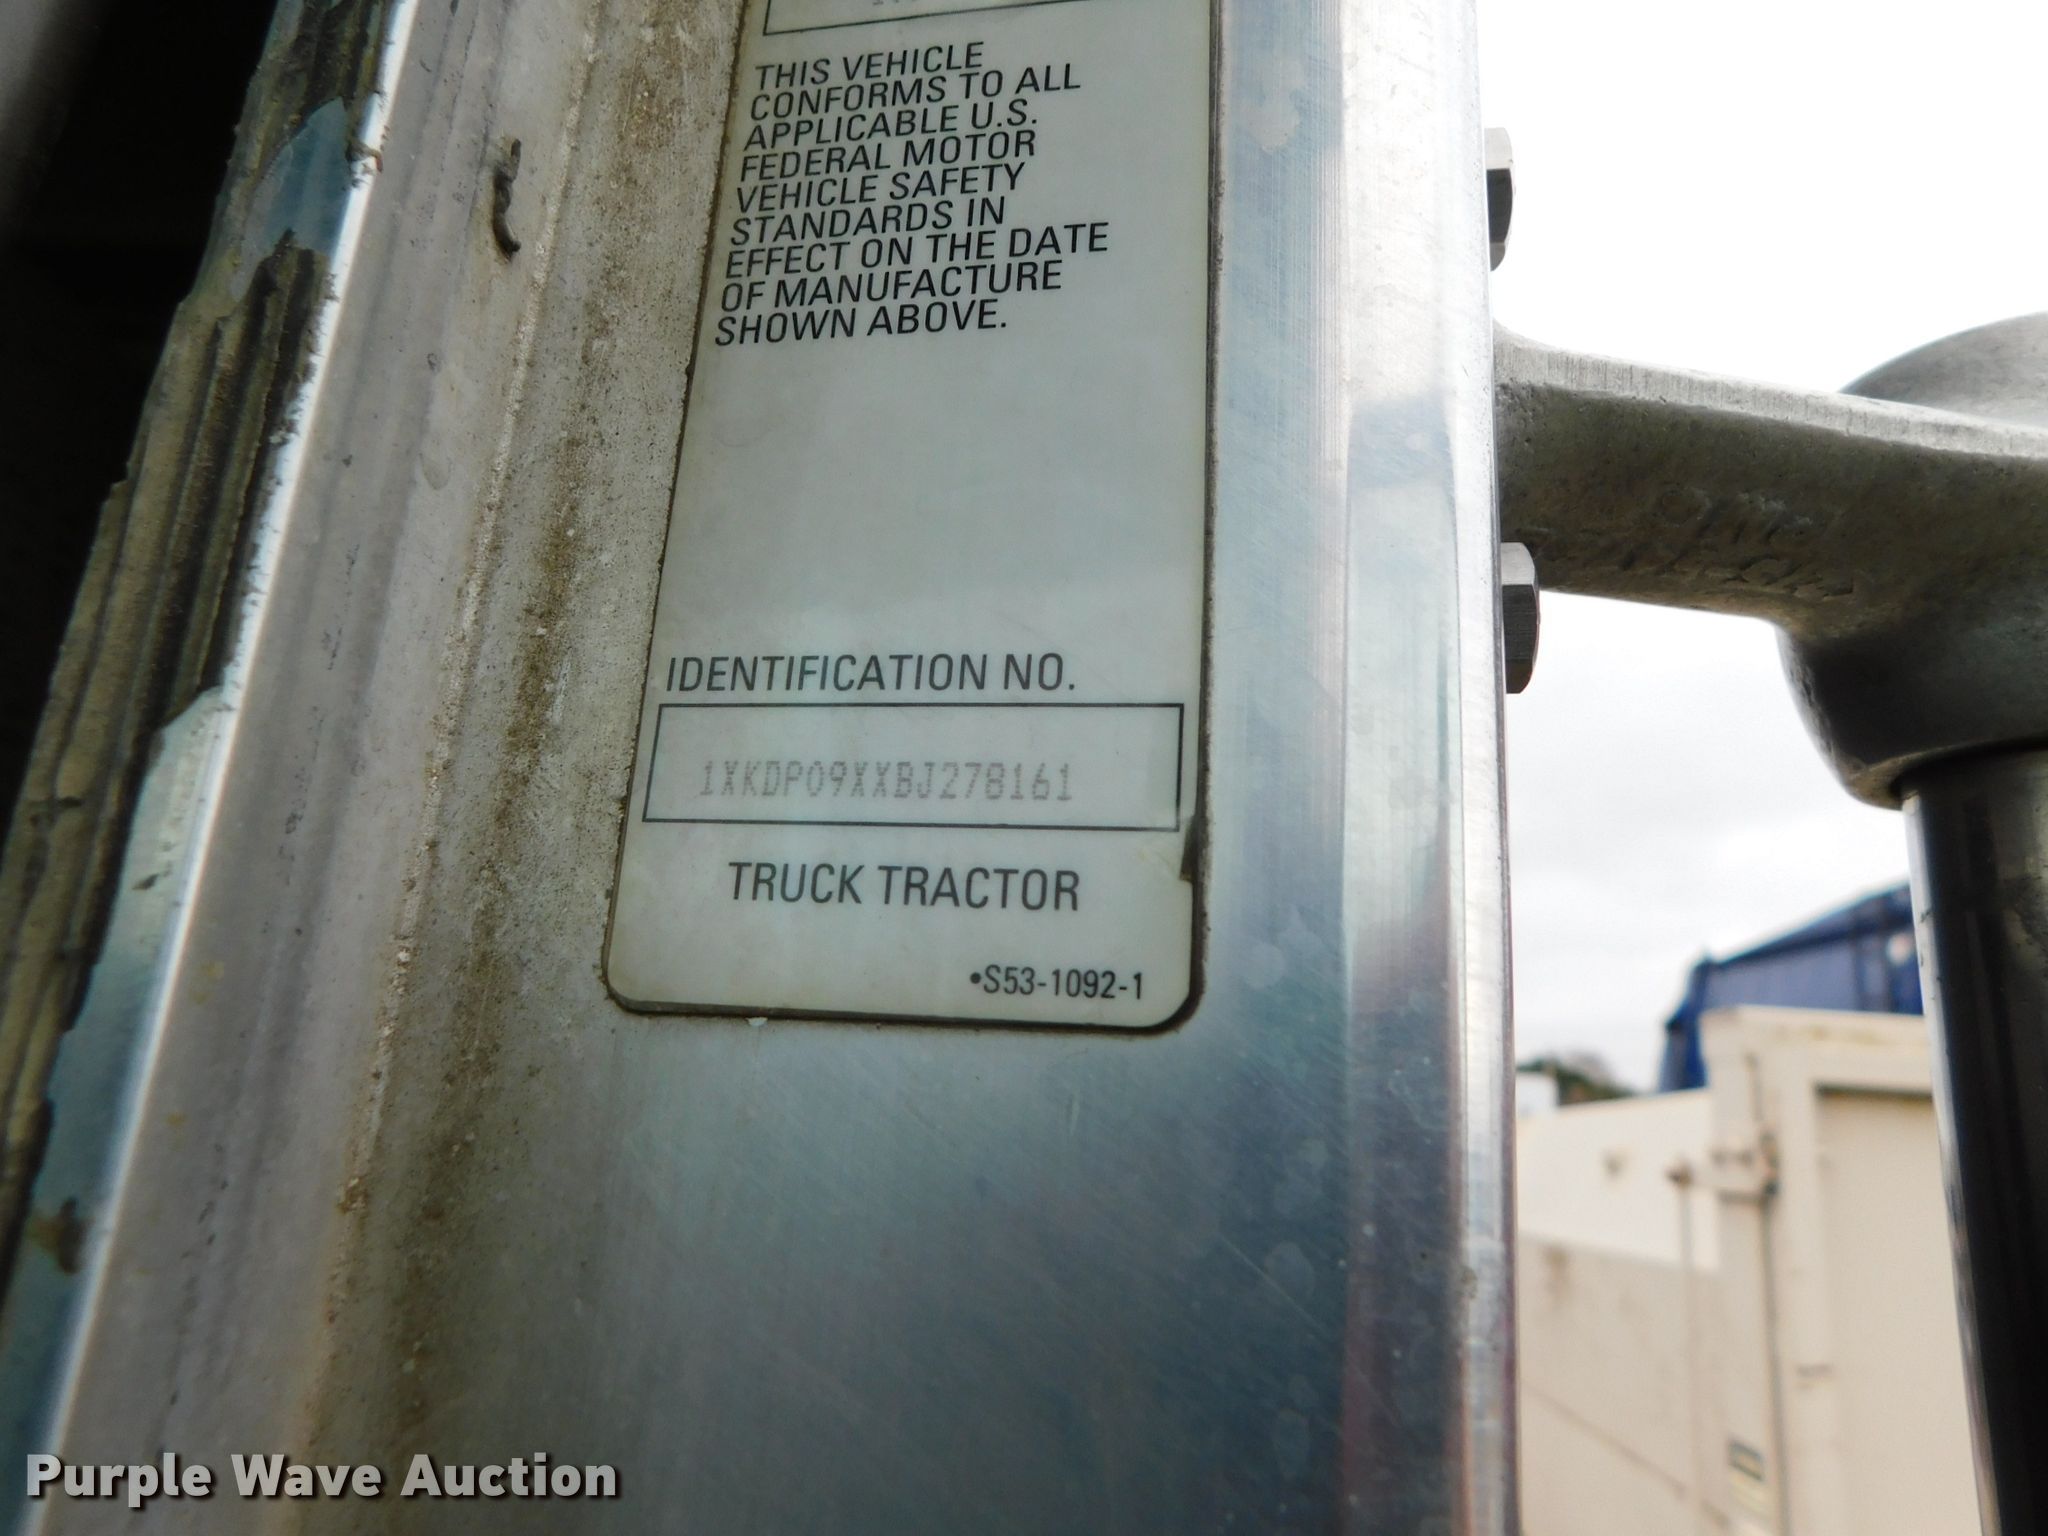 THIS VEHICLE
CONFORMS TO ALL
APPLICABLE U.S.
FEDERAL MOTOR
VEHICLE SAFETY
STANDARDS IN
EFFECT ON THE DATE
OF MANUFACTURE
SHOWN ABOVE.
IDENTIFICATION NO.
1XKDP09XXBJ278161
TRUCK TRACTOR
•S53-1092-1
Purple Wave Auction